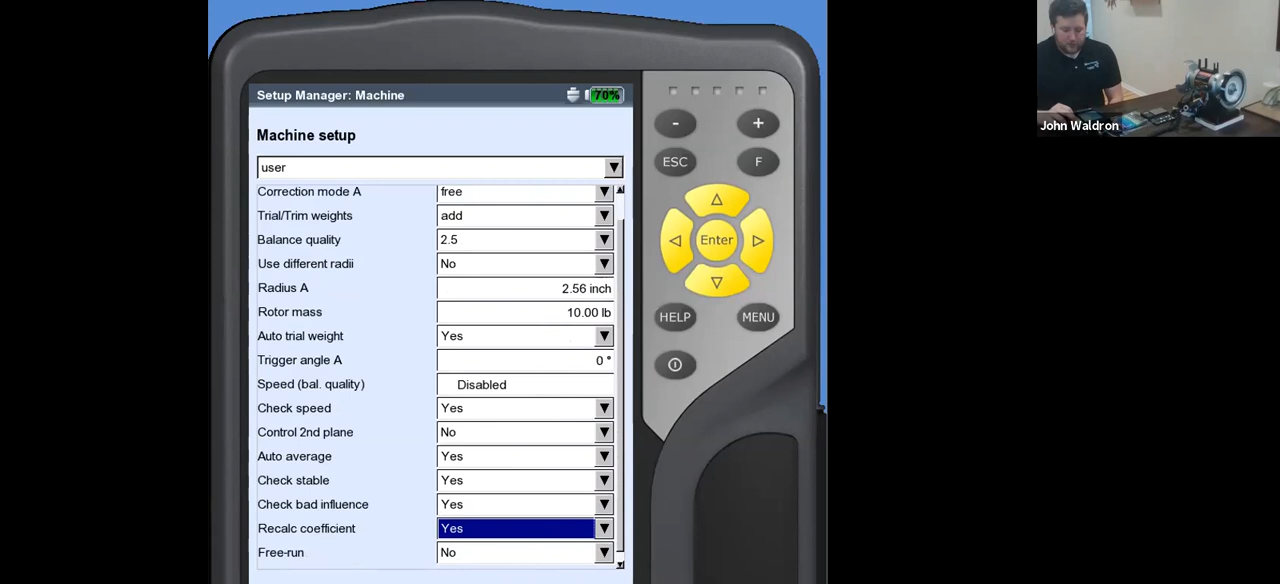 Setup Manager: Machine
70%
Machine setup
user
Correction mode A free
Trial/Trim weights add
Balance quality 2.5
Use different radii No
Radius A 2.56 inch
Rotor mass 10.00 lb
Auto trial weight Yes
Trigger angle A 0 °
Speed (bal. quality) Disabled
Check speed Yes
Control 2nd plane No
Auto average Yes
Check stable Yes
Check bad influence Yes
Recalc coefficient Yes
Free-run No
- +
ESC F
Enter
HELP MENU
John Waldron